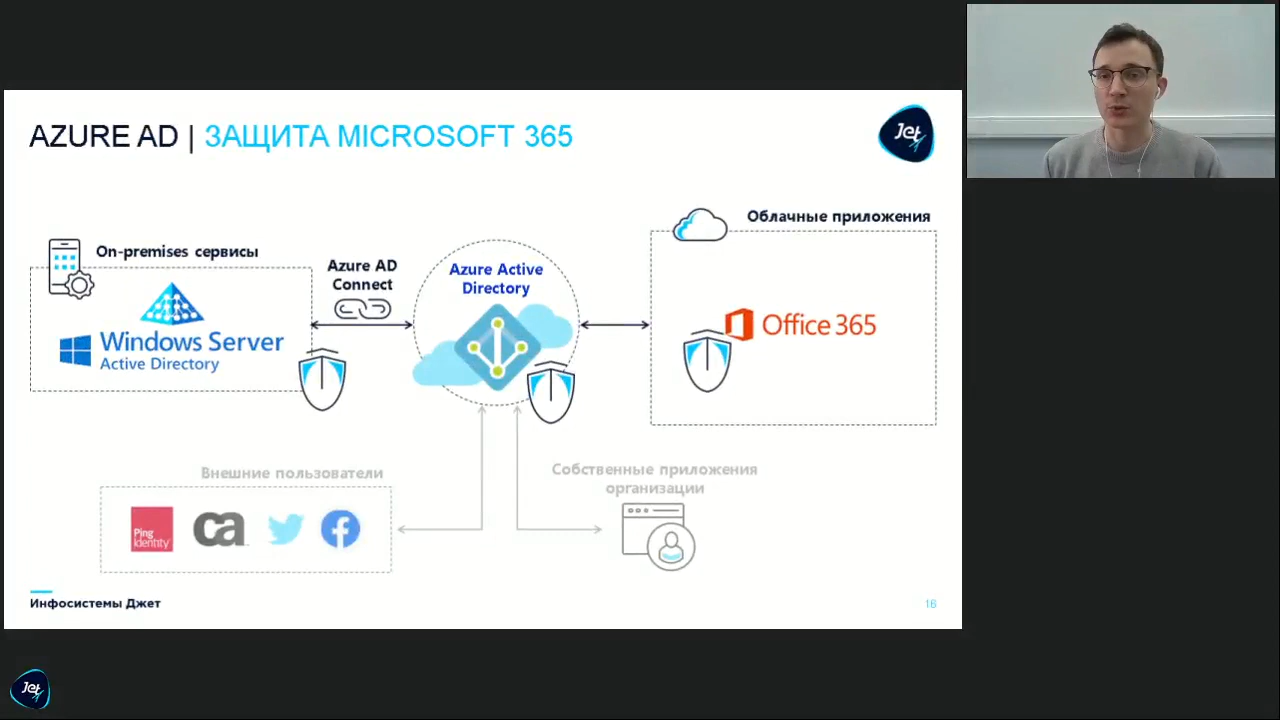 AZURE AD | ЗАЩИТА MICROSOFT 365
Jet
Облачные приложения
On-premises сервисы
Azure AD
Connect
Azure Active
Directory
Windows Server
Active Directory
Office 365
Внешние пользователи
Собственные приложения
организации
Ping
Identity
ca
Инфосистемы Джет
16
Jet